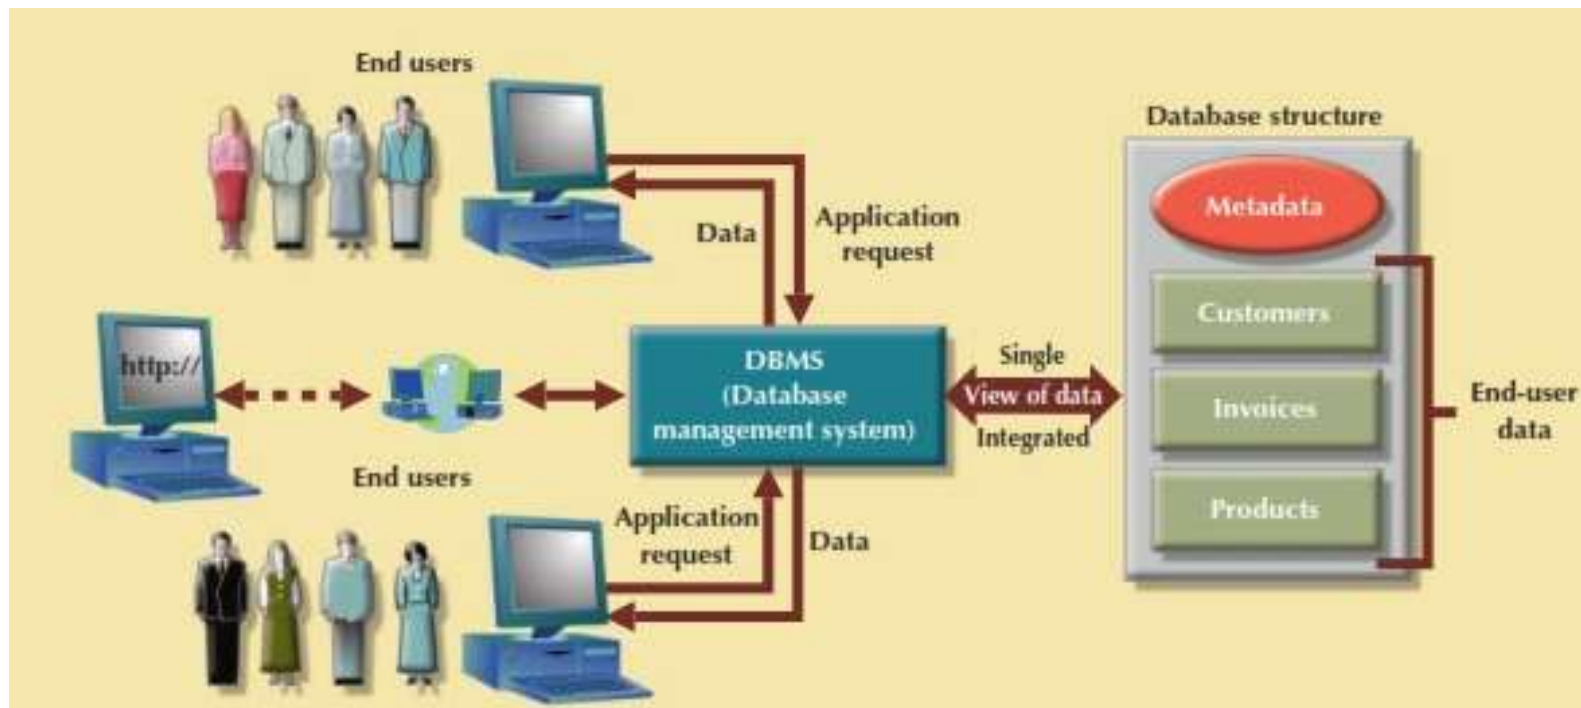 End users
Data
Application
request
http://
End users
Application
request
Data
DBMS
(Database
management system)
Single
View of data
Integrated
Database structure
Metadata
Customers
Invoices
Products
End-user
data